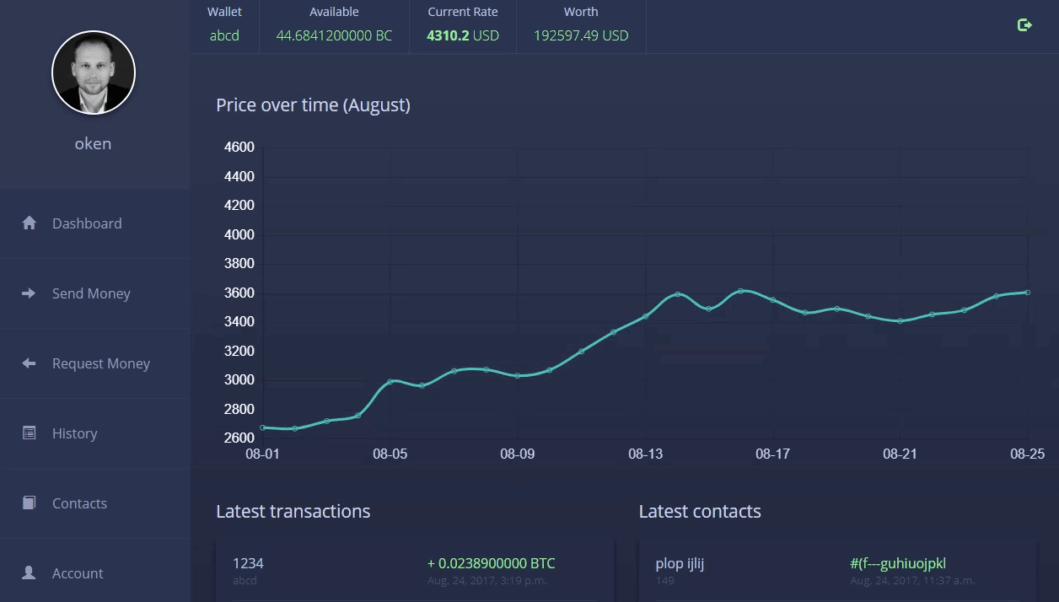 Wallet
abcd
Available
44.6841200000 BC
Current Rate
4310.2 USD
Worth
192597.49 USD
oken
Dashboard
Send Money
Request Money
History
Contacts
Account
Price over time (August)
4600
4400
4200
4000
3800
3600
3400
3200
3000
2800
2600
08-01 08-05 08-09 08-13 08-17 08-21 08-25
Latest transactions
1234 + 0.0238900000 BTC
abcd Aug. 24, 2017, 3:19 p.m.
Latest contacts
plop ijlij #(f---guhiuojpkl
149 Aug. 24, 2017, 11:37 a.m.